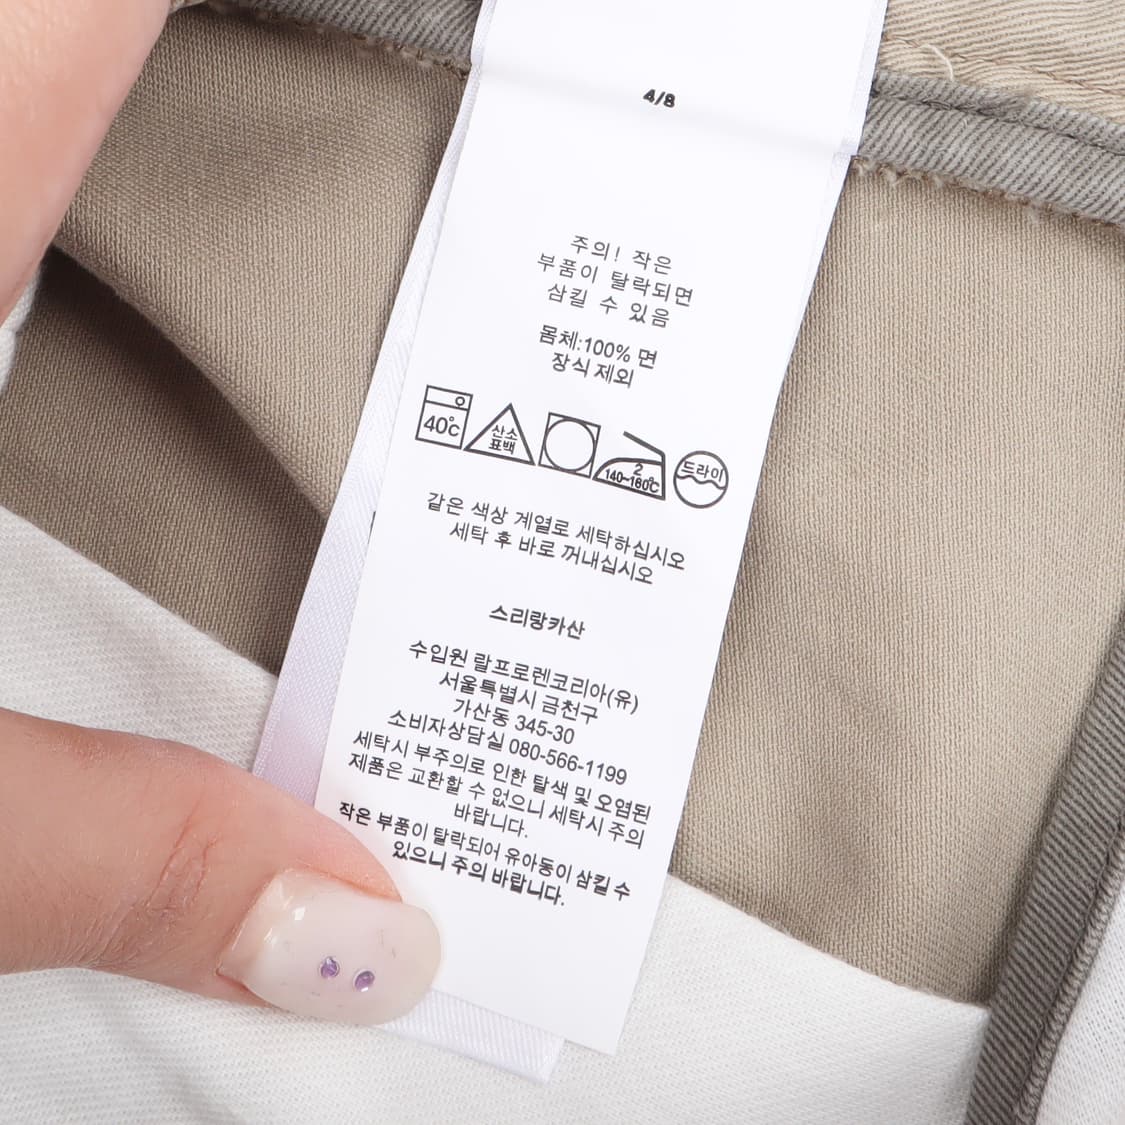 4/8
주의! 작은
부품이 탈락되면
삼킬 수 있음
몸체:100% 면
장식 제외
40°C
산소
표백
2
140~160°C
드라이
같은 색상 계열로 세탁하십시오
세탁 후 바로 꺼내십시오
스리랑카산
수입원 랄프로렌코리아(유)
서울특별시 금천구
가산동 345-30
소비자상담실 080-566-1199
세탁시 부주의로 인한 탈색 및 오염된
제품은 교환할 수 없으니 세탁시 주의
바랍니다.
작은 부품이 탈락되어 유아동이 삼킬 수
있으니 주의 바랍니다.